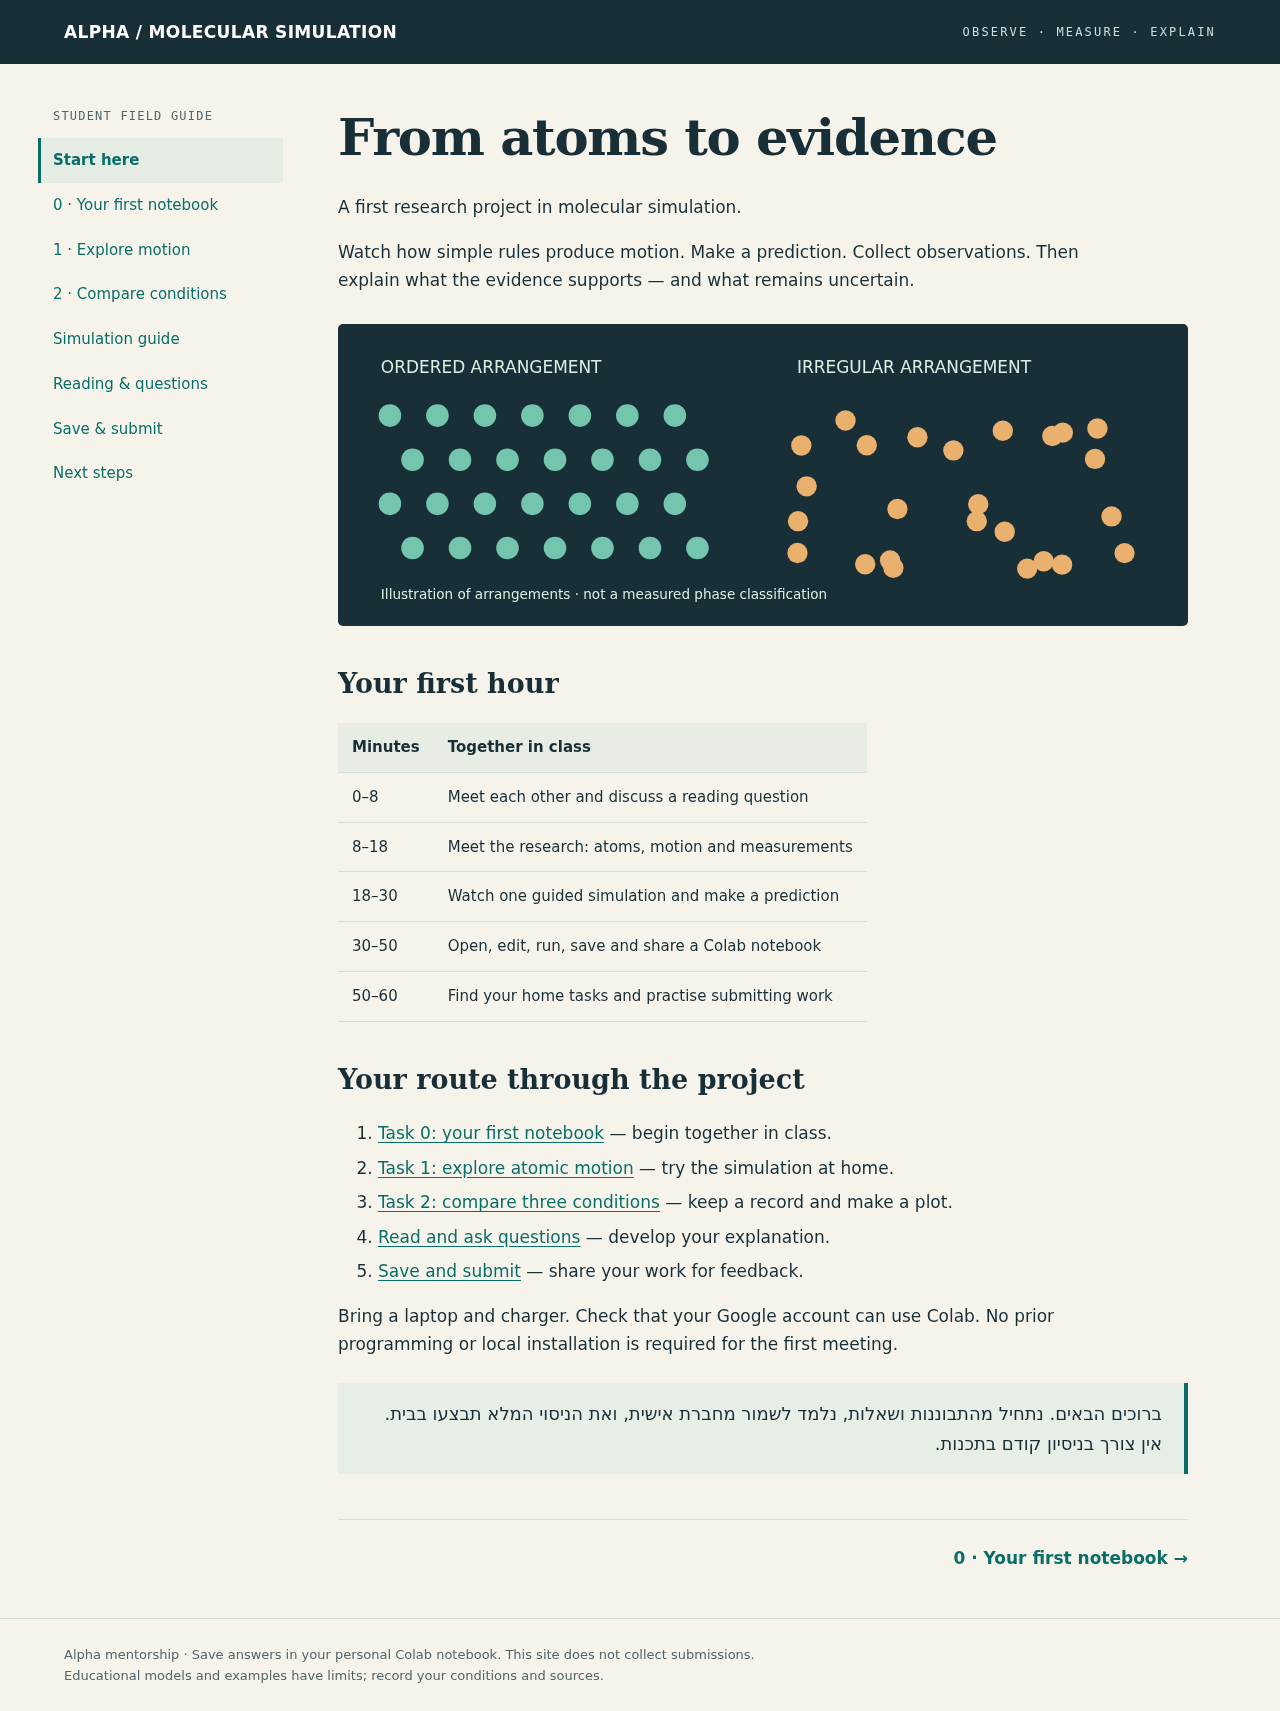 ALPHA / MOLECULAR SIMULATION
OBSERVE · MEASURE · EXPLAIN
STUDENT FIELD GUIDE
Start here
0 · Your first notebook
1 · Explore motion
2 · Compare conditions
Simulation guide
Reading & questions
Save & submit
Next steps
From atoms to evidence
A first research project in molecular simulation.
Watch how simple rules produce motion. Make a prediction. Collect observations. Then
explain what the evidence supports — and what remains uncertain.
ORDERED ARRANGEMENT
IRREGULAR ARRANGEMENT
Illustration of arrangements · not a measured phase classification
Your first hour
Minutes Together in class
0–8 Meet each other and discuss a reading question
8–18 Meet the research: atoms, motion and measurements
18–30 Watch one guided simulation and make a prediction
30–50 Open, edit, run, save and share a Colab notebook
50–60 Find your home tasks and practise submitting work
Your route through the project
1. Task 0: your first notebook — begin together in class.
2. Task 1: explore atomic motion — try the simulation at home.
3. Task 2: compare three conditions — keep a record and make a plot.
4. Read and ask questions — develop your explanation.
5. Save and submit — share your work for feedback.
Bring a laptop and charger. Check that your Google account can use Colab. No prior
programming or local installation is required for the first meeting.
ברוכים הבאים. נתחיל מהתבוננות ושאלות, נלמד לשמור מחברת אישית, ואת הניסוי המלא תבצעו בבית.
אין צורך בניסיון קודם בתכנות.
0 · Your first notebook →
Alpha mentorship · Save answers in your personal Colab notebook. This site does not collect submissions.
Educational models and examples have limits; record your conditions and sources.